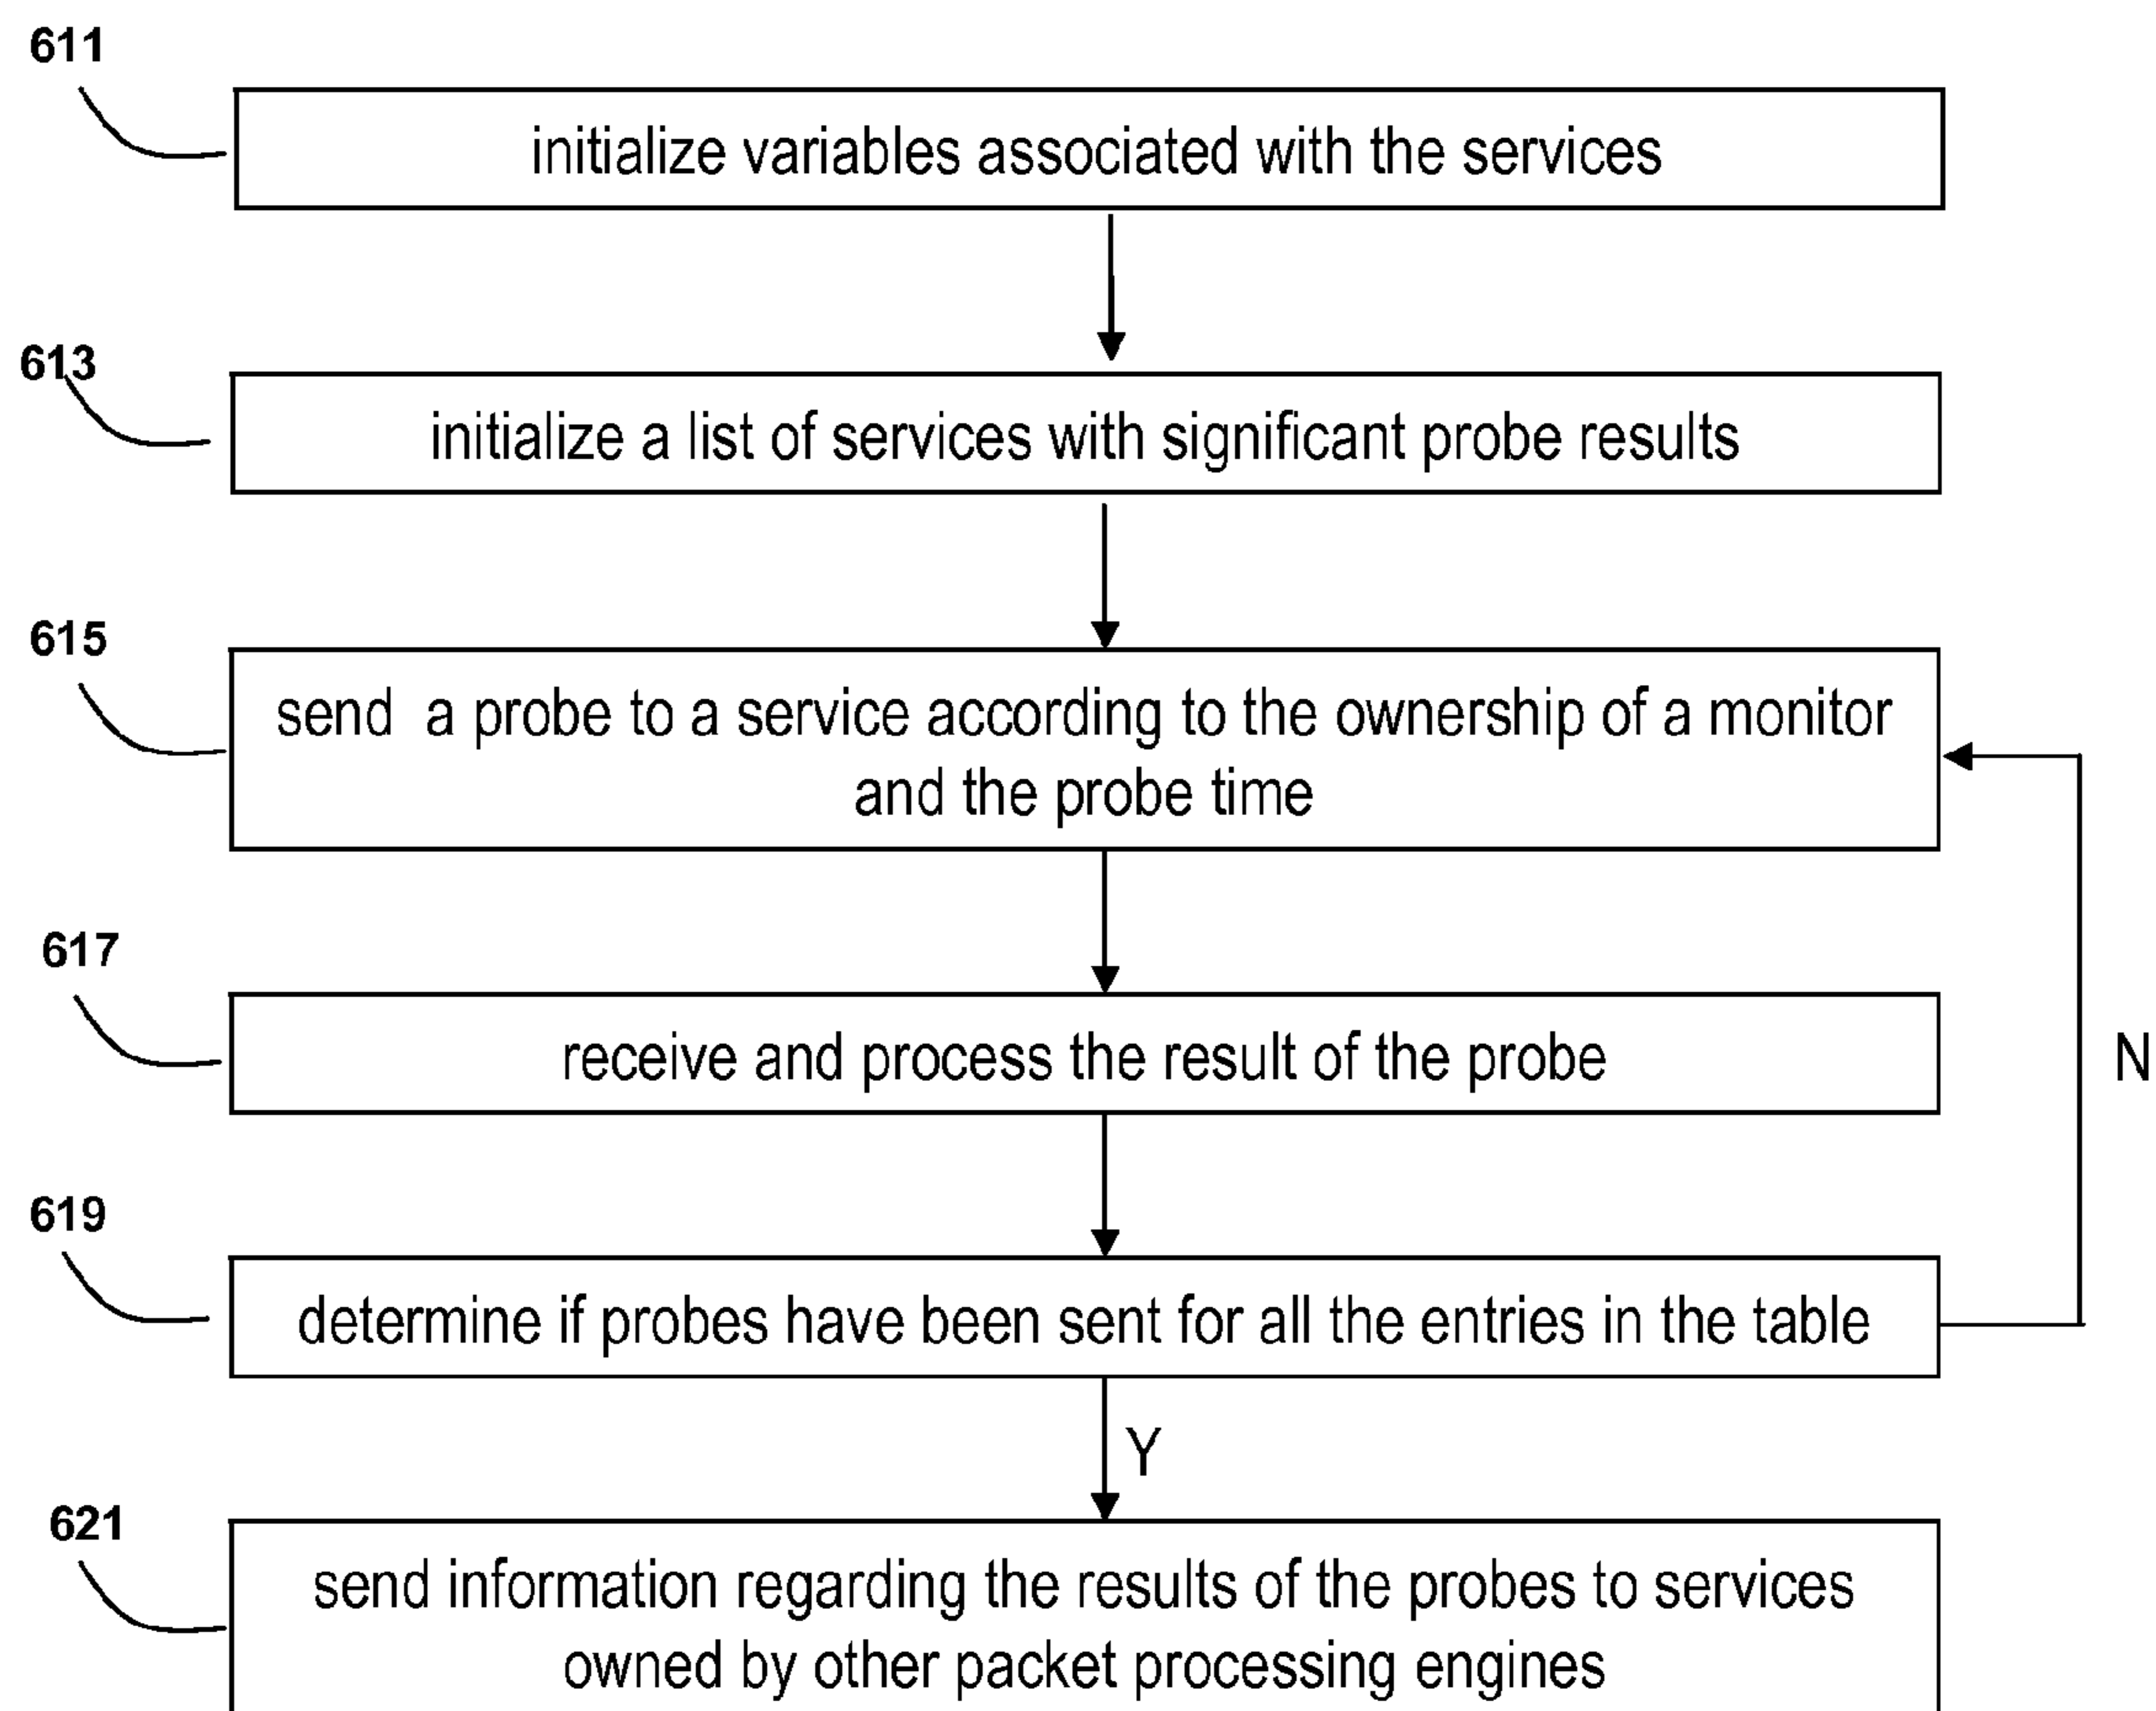 611
initialize variables associated with the services
613
initialize a list of services with significant probe results
615
send a probe to a service according to the ownership of a monitor
and the probe time
617
receive and process the result of the probe
N
619
determine if probes have been sent for all the entries in the table
Y
621
send information regarding the results of the probes to services
owned by other packet processing engines